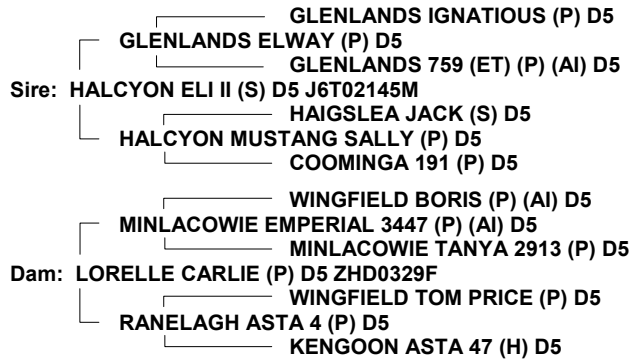 GLENLANDS IGNATIOUS (P) D5
GLENLANDS ELWAY (P) D5
GLENLANDS 759 (ET) (P) (AI) D5
Sire: HALCYON ELI II (S) D5 J6T02145M
HAIGSLEA JACK (S) D5
HALCYON MUSTANG SALLY (P) D5
COOMINGA 191 (P) D5
WINGFIELD BORIS (P) (AI) D5
MINLACOWIE EMPERIAL 3447 (P) (AI) D5
MINLACOWIE TANYA 2913 (P) D5
Dam: LORELLE CARLIE (P) D5 ZHD0329F
WINGFIELD TOM PRICE (P) D5
RANELAGH ASTA 4 (P) D5
KENGOON ASTA 47 (H) D5